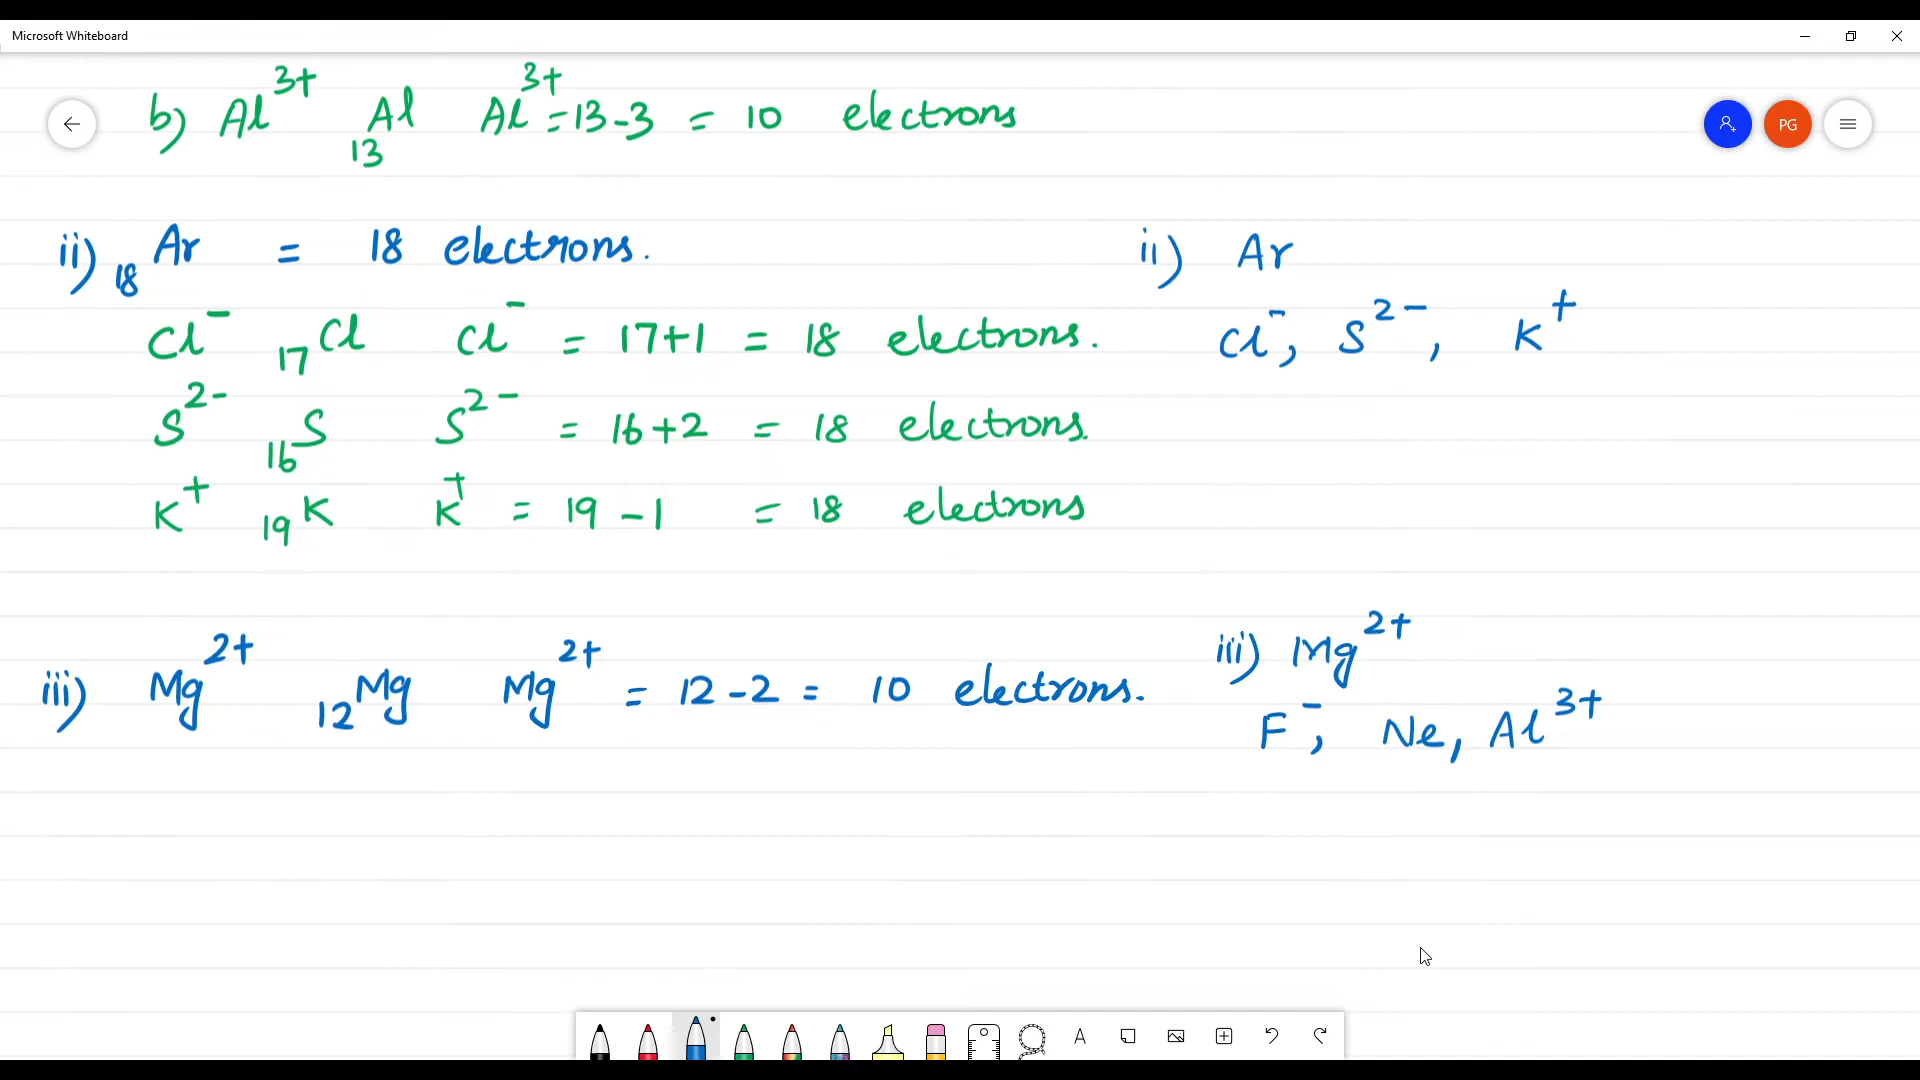 Microsoft Whiteboard
b) Al³⁺ ₁₃Al Al³⁺ = 13-3 = 10 electrons
PG
ii) ₁₈Ar = 18 electrons.
Cl⁻ ₁₇Cl Cl⁻ = 17+1 = 18 electrons.
S²⁻ ₁₆S S²⁻ = 16+2 = 18 electrons.
K⁺ ₁₉K K⁺ = 19 - 1 = 18 electrons
ii) Ar
Cl⁻, S²⁻, K⁺
iii) Mg²⁺ ₁₂Mg Mg²⁺ = 12-2 = 10 electrons.
iii) Mg²⁺
F⁻, Ne, Al³⁺
A